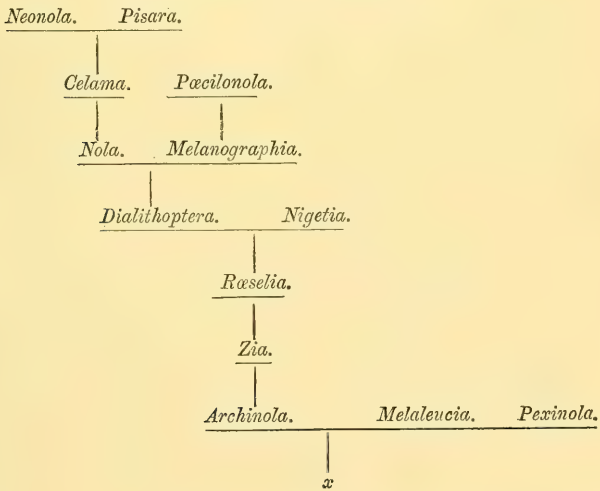 Neonola. Pisara.
Celama. Pœcilonola.
Nola. Melanographia.
Dialithoptera. Nigetia.
Rœselia.
Zia.
Archinola. Melaleucia. Pexinola.
x